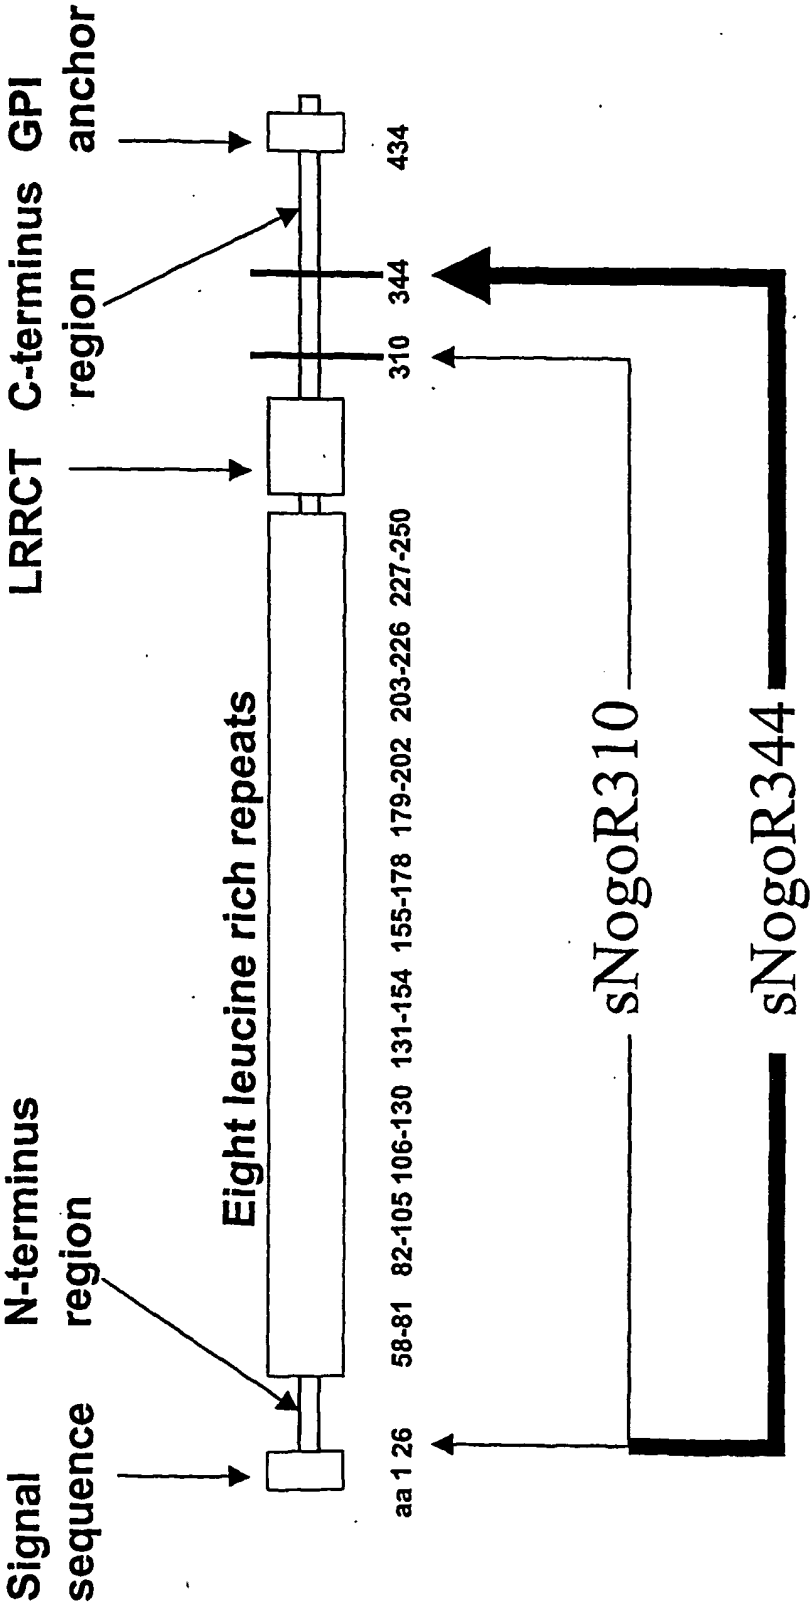 Signal N-terminus LRRCT C-terminus GPI
sequence region region anchor
Eight leucine rich repeats
aa 1 26 58-81 82-105 106-130 131-154 155-178 179-202 203-226 227-250 310 344 434
sNogoR310
sNogoR344